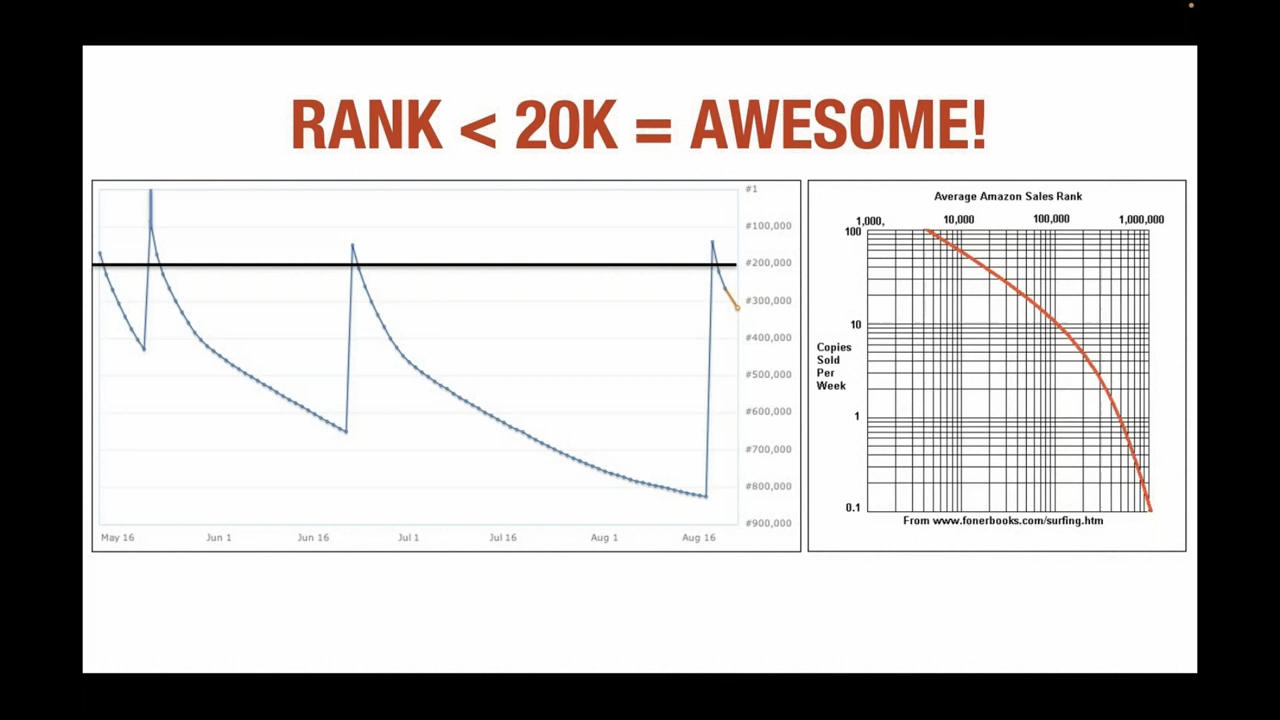 RANK < 20K = AWESOME!
#1
#100,000
#200,000
#300,000
#400,000
#500,000
#600,000
#700,000
#800,000
#900,000
May 16
Jun 1
Jun 16
Jul 1
Jul 16
Aug 1
Aug 16
Average Amazon Sales Rank
1,000,
10,000
100,000
1,000,000
100
10
Copies
Sold
Per
Week
1
0.1
From www.fonerbooks.com/surfing.htm